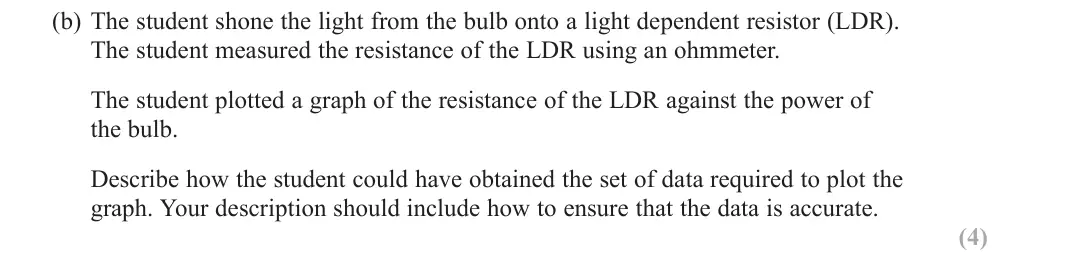 (b) The student shone the light from the bulb onto a light dependent resistor (LDR).
The student measured the resistance of the LDR using an ohmmeter.
The student plotted a graph of the resistance of the LDR against the power of
the bulb.
Describe how the student could have obtained the set of data required to plot the
graph. Your description should include how to ensure that the data is accurate.
(4)